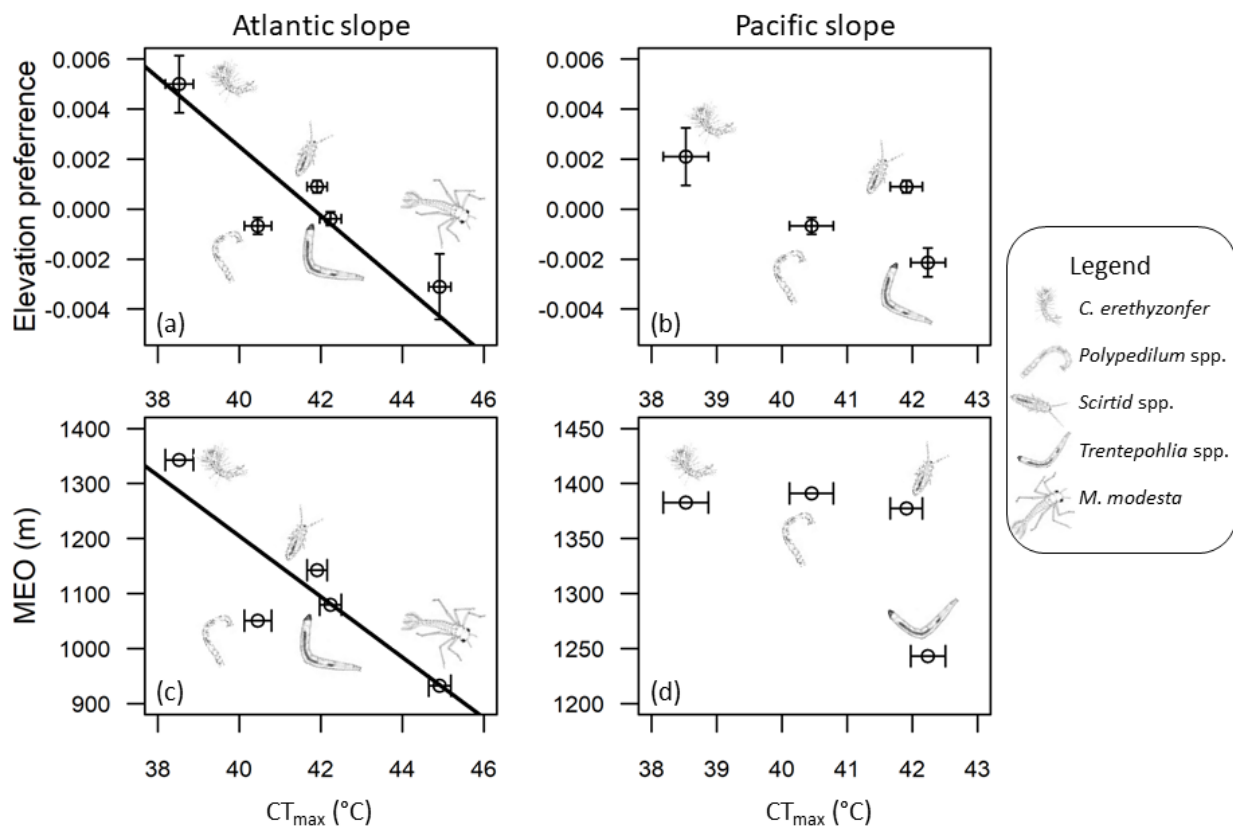 Atlantic slope
Pacific slope
Elevation preferrence
0.006
0.004
0.002
0.000
-0.002
-0.004
(a)
38 40 42 44 46
0.006
0.004
0.002
0.000
-0.002
-0.004
(b)
38 39 40 41 42 43
MEO (m)
1400
1300
1200
1100
1000
900
(c)
38 40 42 44 46
CTmax (°C)
1450
1400
1350
1300
1250
1200
(d)
38 39 40 41 42 43
CTmax (°C)
Legend
C. erethyzonfer
Polypedilum spp.
Scirtid spp.
Trentepohlia spp.
M. modesta